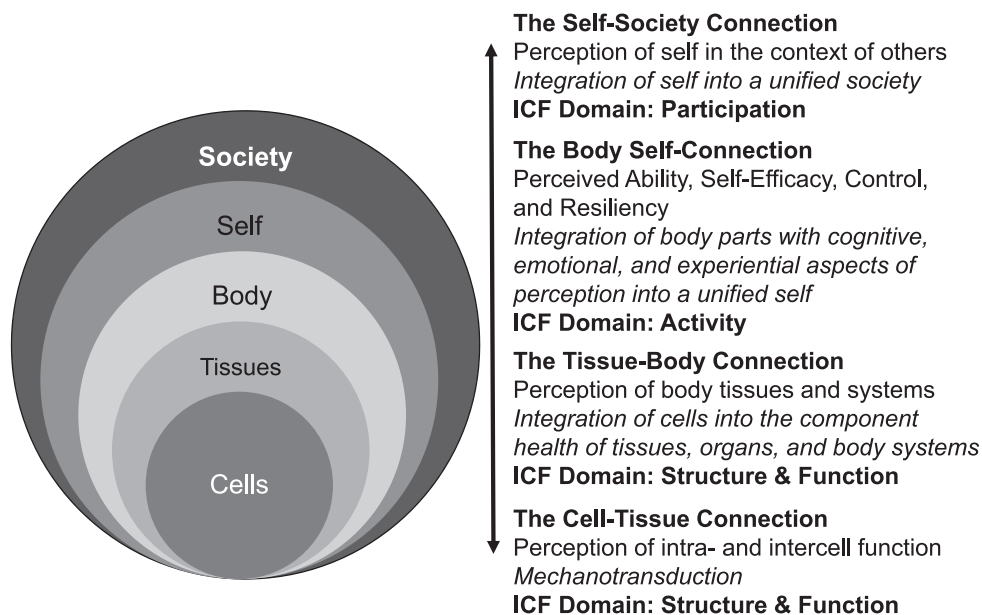 Society
Self
Body
Tissues
Cells
The Self-Society Connection
Perception of self in the context of others
Integration of self into a unified society
ICF Domain: Participation
The Body Self-Connection
Perceived Ability, Self-Efficacy, Control,
and Resiliency
Integration of body parts with cognitive,
emotional, and experiential aspects of
perception into a unified self
ICF Domain: Activity
The Tissue-Body Connection
Perception of body tissues and systems
Integration of cells into the component
health of tissues, organs, and body systems
ICF Domain: Structure & Function
The Cell-Tissue Connection
Perception of intra- and intercell function
Mechanotransduction
ICF Domain: Structure & Function